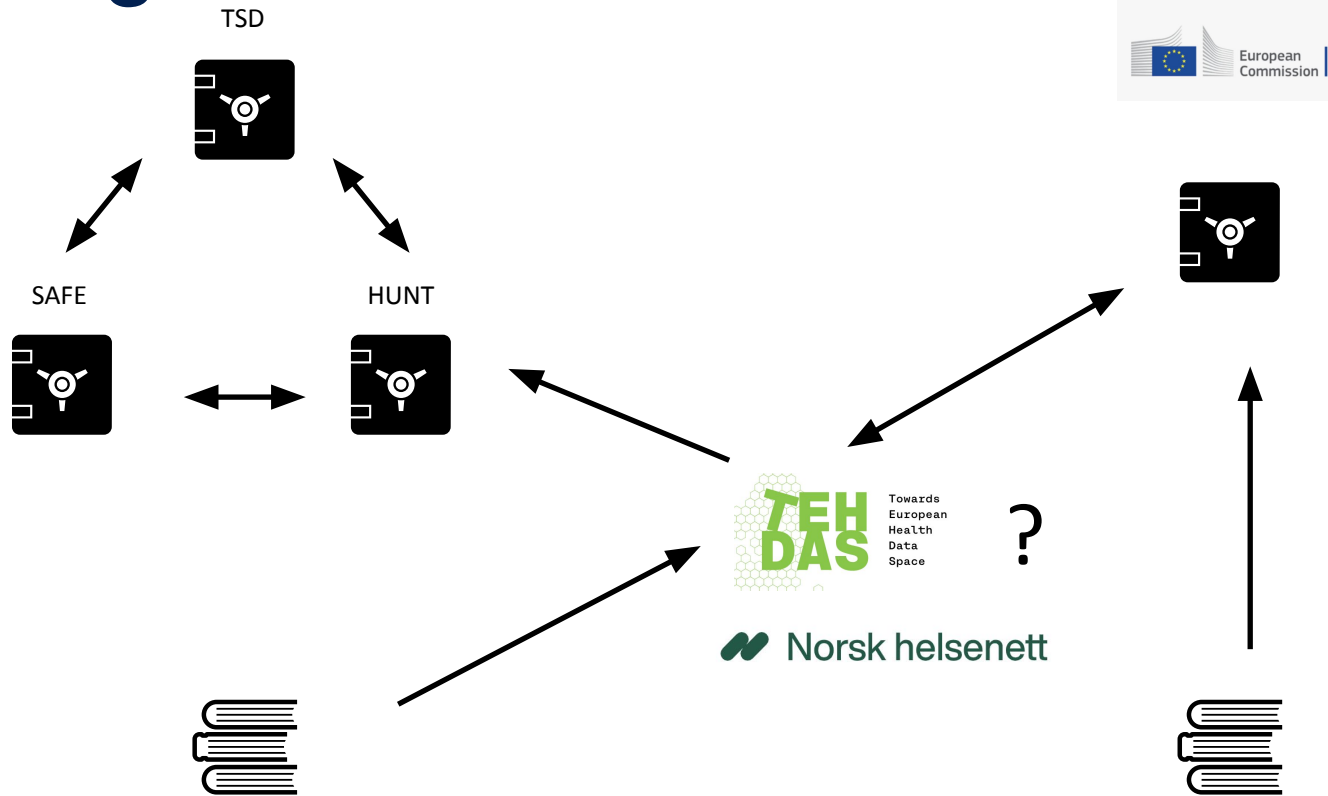 TSD
European
Commission
SAFE
HUNT
TEH
DAS
Towards
European
Health
Data
Space
?
Norsk helsenett